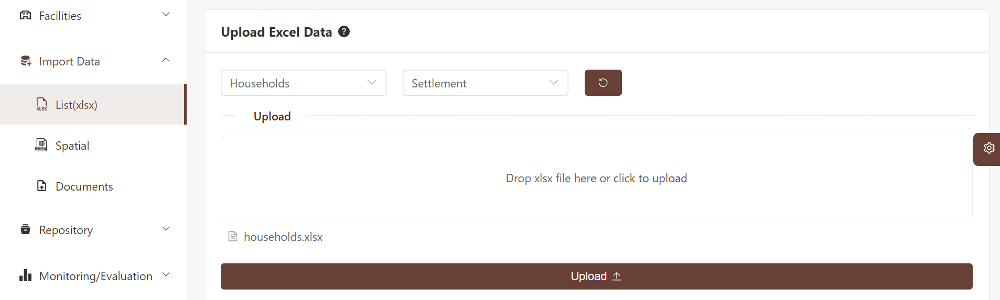 Facilities
Import Data
XLSX
List(xlsx)
Spatial
Documents
Repository
Monitoring/Evaluation
Upload Excel Data ?
Households
Settlement
Upload
Drop xlsx file here or click to upload
households.xlsx
Upload